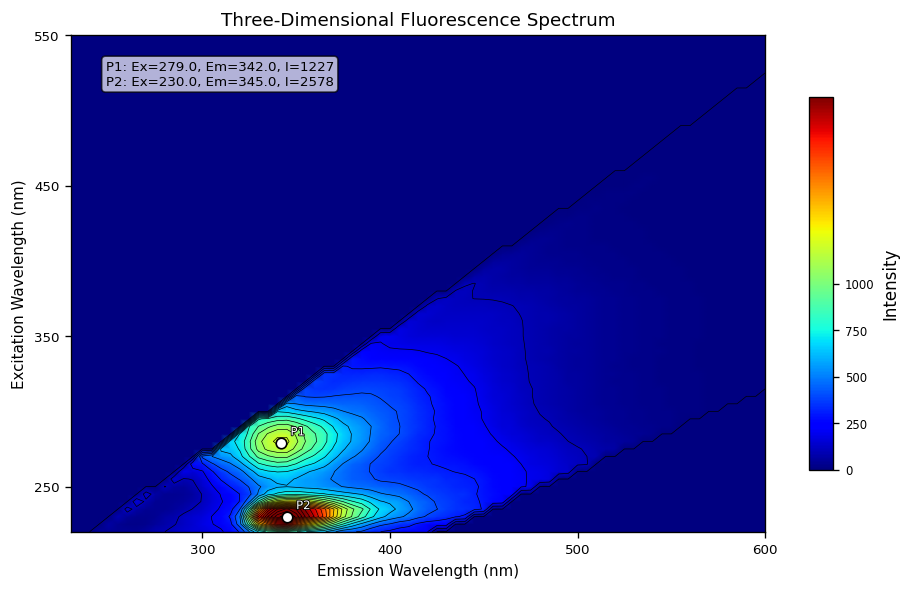 Three-Dimensional Fluorescence Spectrum
550
P1: Ex=279.0, Em=342.0, I=1227
P2: Ex=230.0, Em=345.0, I=2578
450
350
250
Excitation Wavelength (nm)
P1
P2
300 400 500 600
Emission Wavelength (nm)
1000
750
500
250
0
Intensity